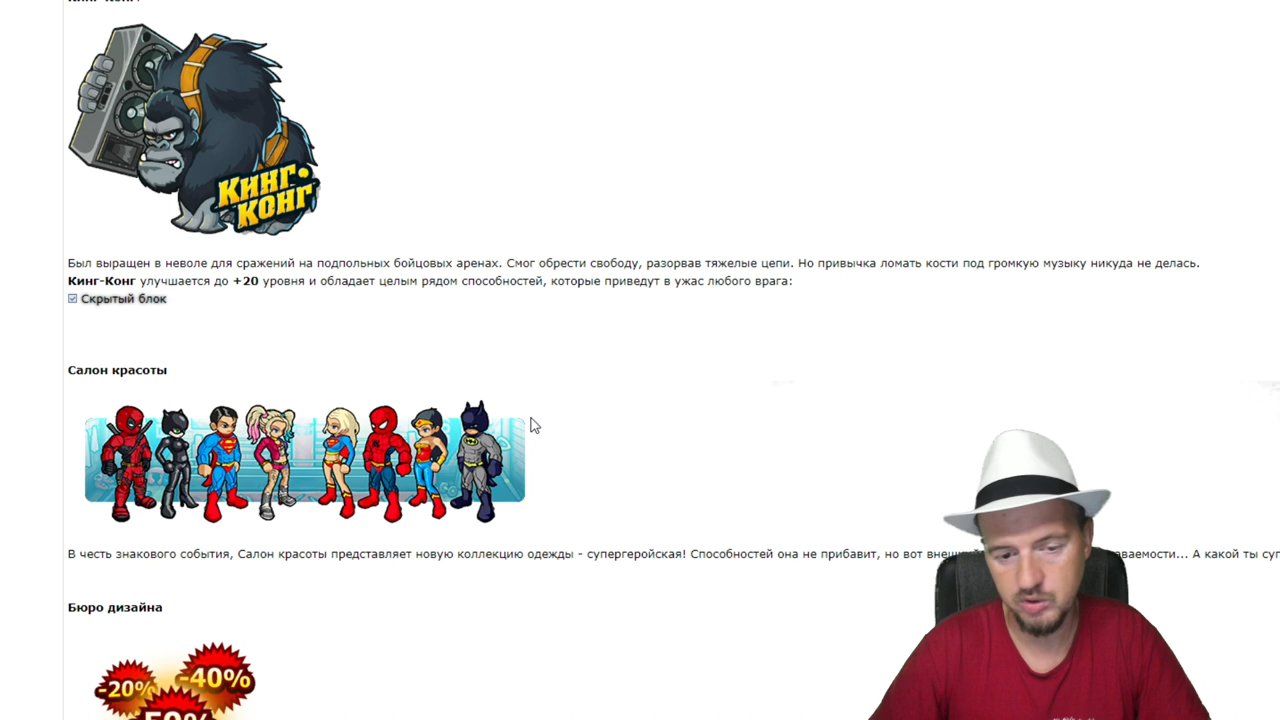 КИНГ-
КОНГ
Был выращен в неволе для сражений на подпольных бойцовых аренах. Смог обрести свободу, разорвав тяжелые цепи. Но привычка ломать кости под громкую музыку никуда не делась.
Кинг-Конг улучшается до +20 уровня и обладает целым рядом способностей, которые приведут в ужас любого врага:
Скрытый блок
Салон красоты
В честь знакового события, Салон красоты представляет новую коллекцию одежды - супергеройская! Способностей она не прибавит, но вот А какой ты
Бюро дизайна
-20% -40%